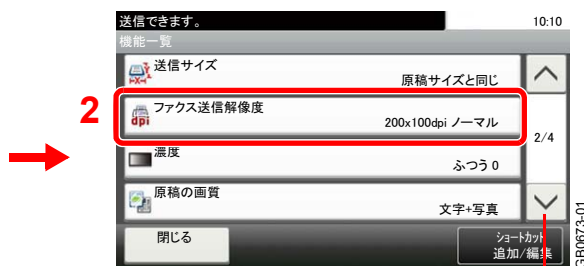 送信できます。 10:10
機能一覧
送信サイズ
原稿サイズと同じ
2
ファクス送信解像度
dpi
200x100dpi ノーマル
2/4
濃度
ふつう 0
原稿の画質
文字+写真
閉じる
ショートカット
追加/編集
GB0673-01